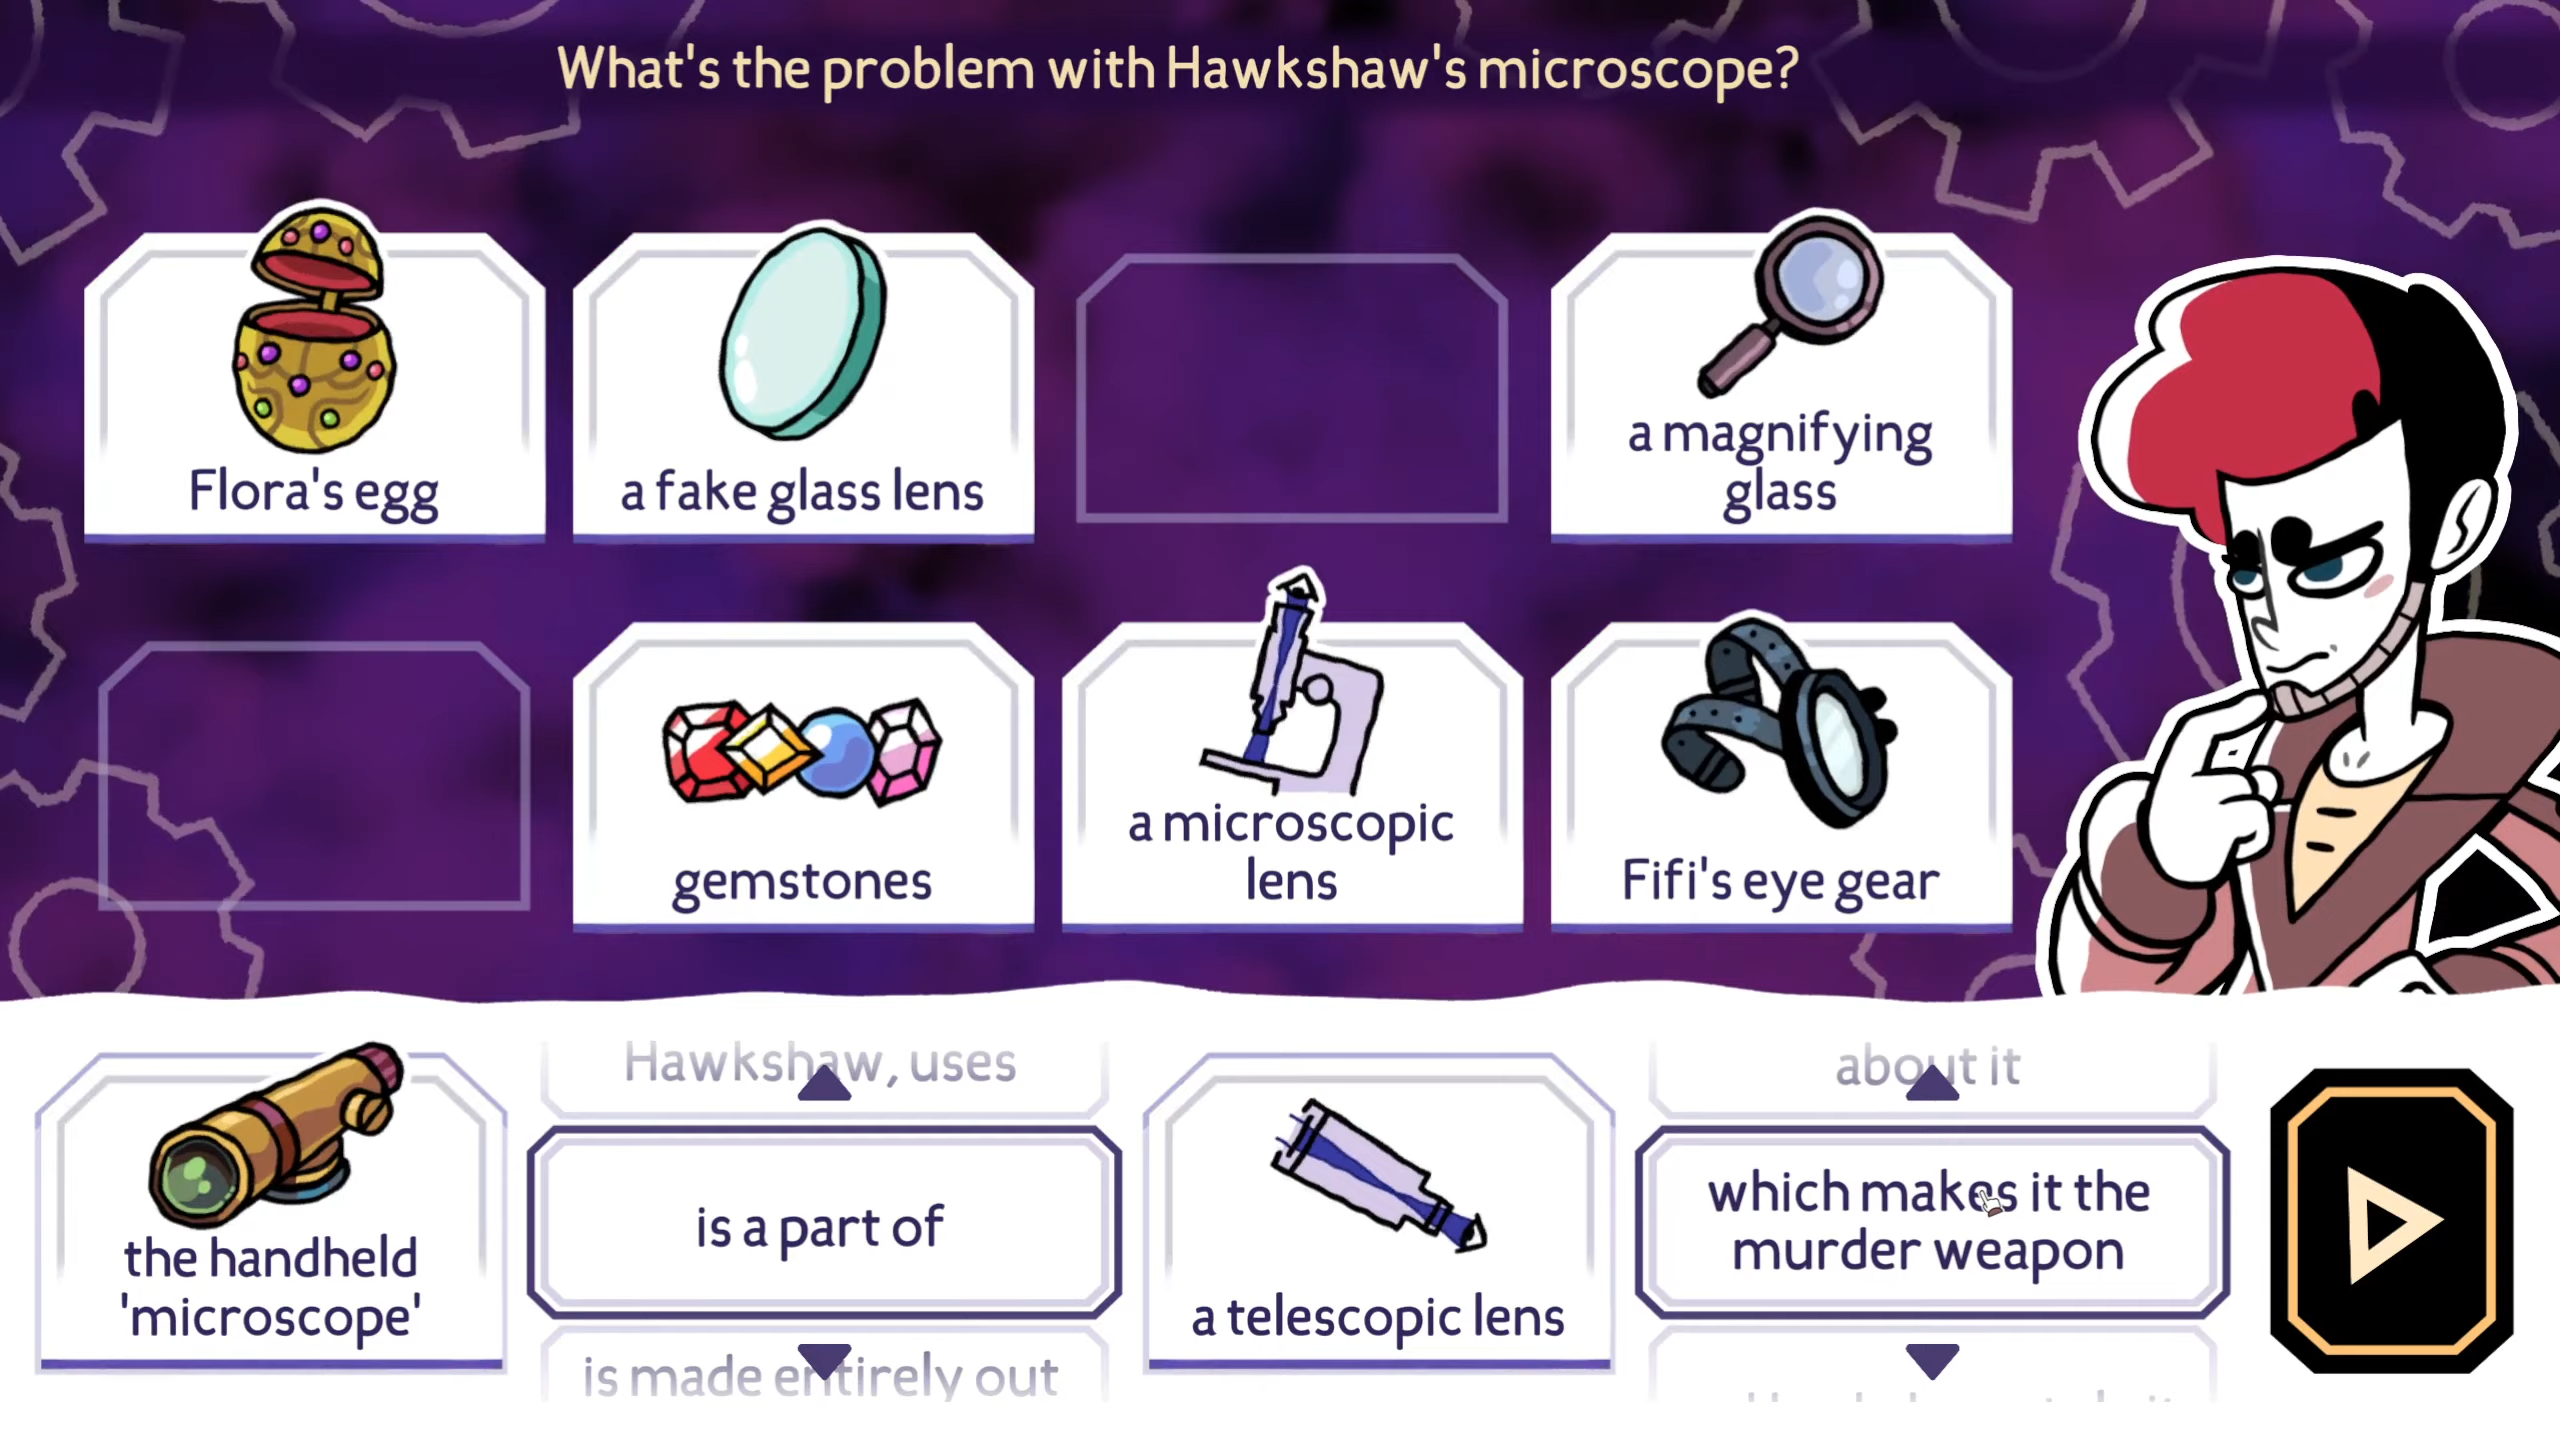 What's the problem with Hawkshaw's microscope?
Flora's egg
a fake glass lens
a magnifying
glass
gemstones
a microscopic
lens
Fifi's eye gear
the handheld
'microscope'
Hawkshaw, uses
is a part of
is made entirely out
a telescopic lens
about it
which makes it the
murder weapon